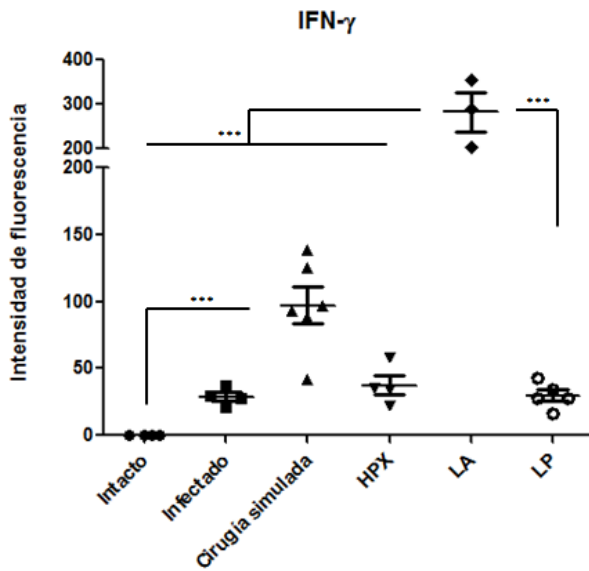 IFN-γ
Intensidad de fluorescencia
400
300
200
200
150
100
50
0
***
***
***
Intacto
Infectado
Cirugía simulada
HPX
LA
LP